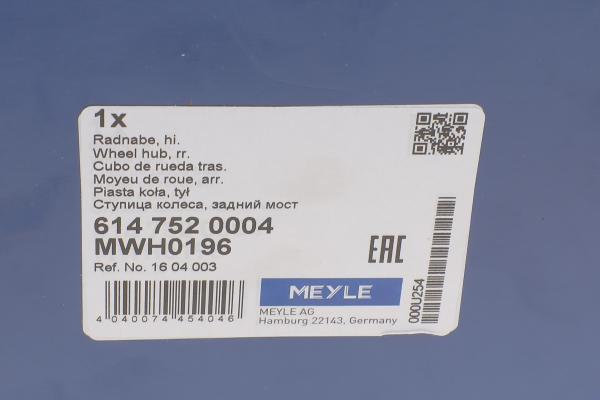 1x
Radnabe, hi.
Wheel hub, rr.
Cubo de rueda tras.
Moyeu de roue, arr.
Piasta koła, tył
Ступица колеса, задний мост
614 752 0004
MWH0196
Ref. No. 16 04 003
4 040074 454046
EAC
MEYLE
MEYLE AG
Hamburg 22143, Germany
000U254